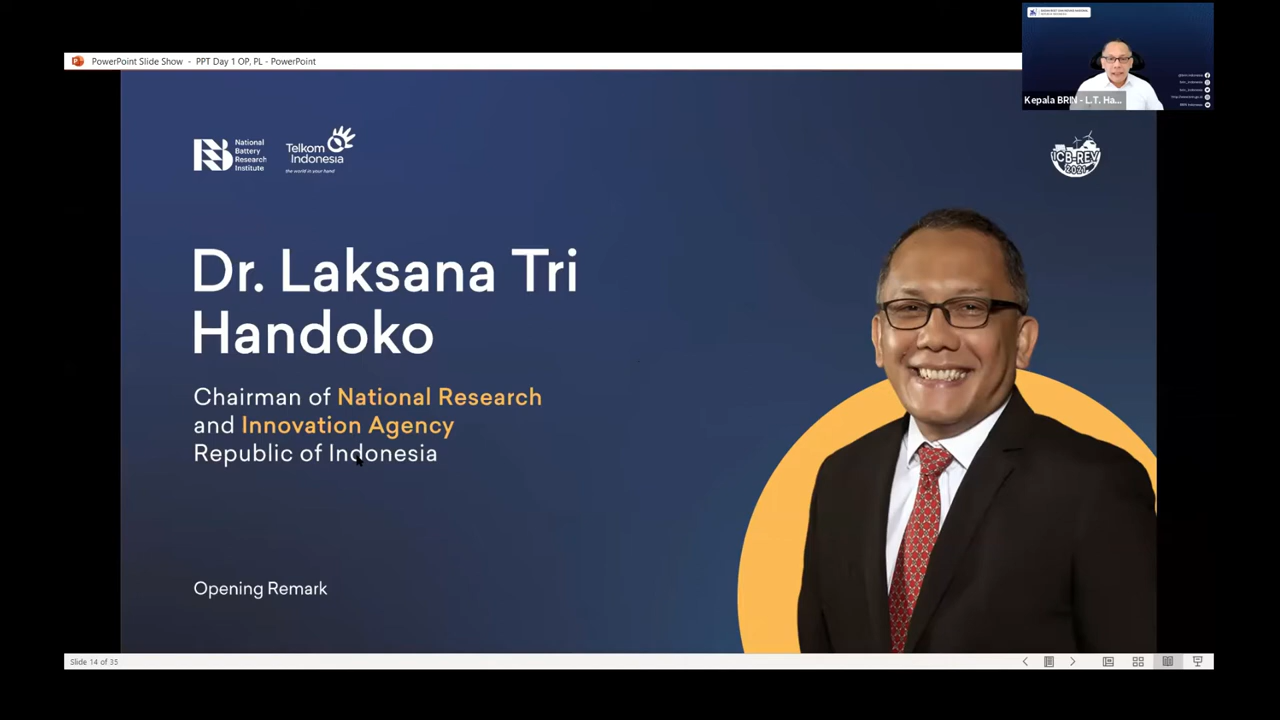 PowerPoint Slide Show - PPT Day 1 OP, PL - PowerPoint
Kepala BRIN - L.T. Ha...
National
Battery
Research
Institute
Telkom
Indonesia
the world in your hand
ICB-REV
2021
Dr. Laksana Tri
Handoko
Chairman of National Research
and Innovation Agency
Republic of Indonesia
Opening Remark
Slide 14 of 35